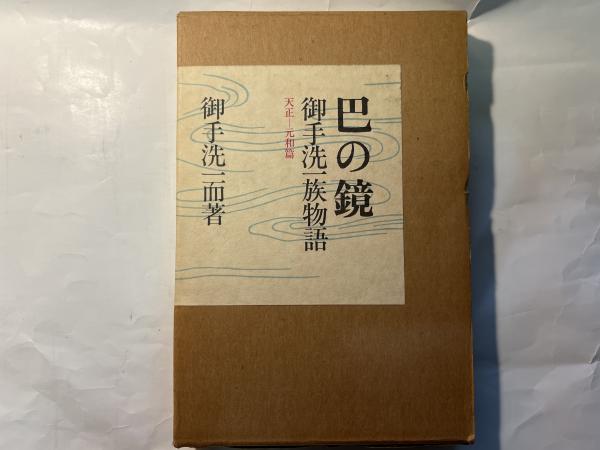 巴の鏡
御手洗一族物語
天正—元和篇
御手洗一而著